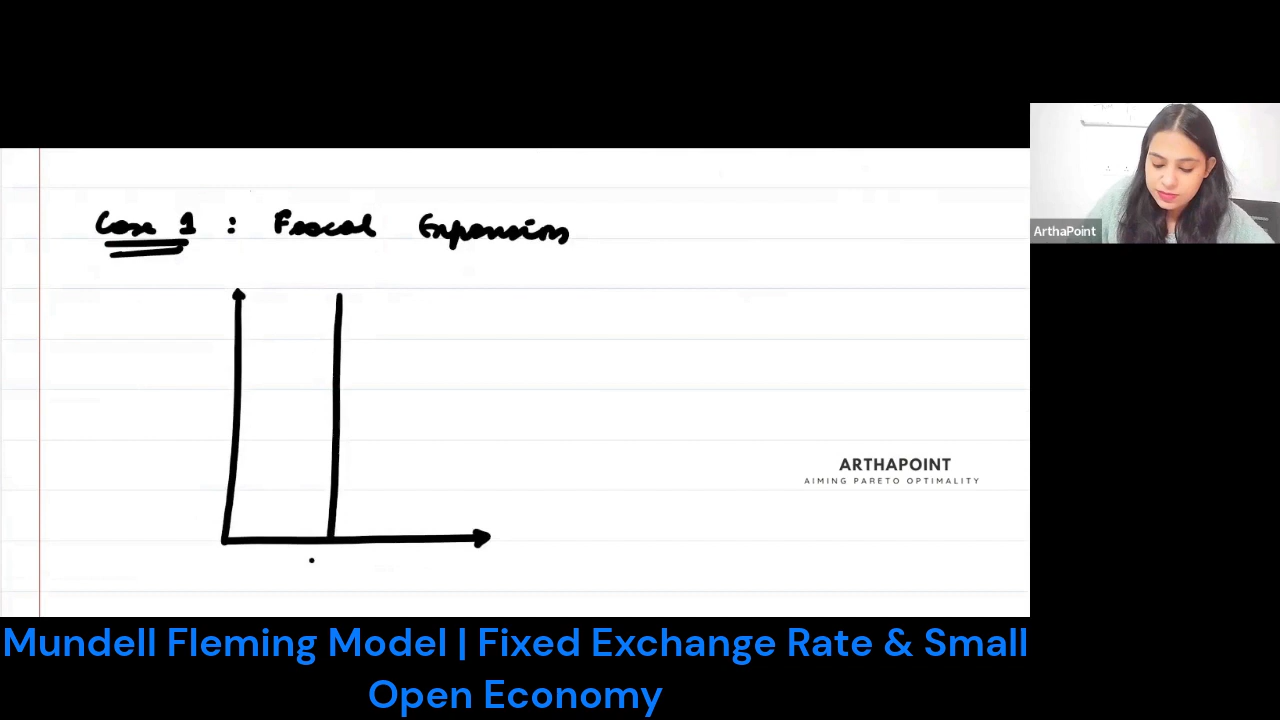 Case 1 : Fiscal Expansion
ArthaPoint
ARTHAPOINT
AIMING PARETO OPTIMALITY
Mundell Fleming Model | Fixed Exchange Rate & Small
Open Economy